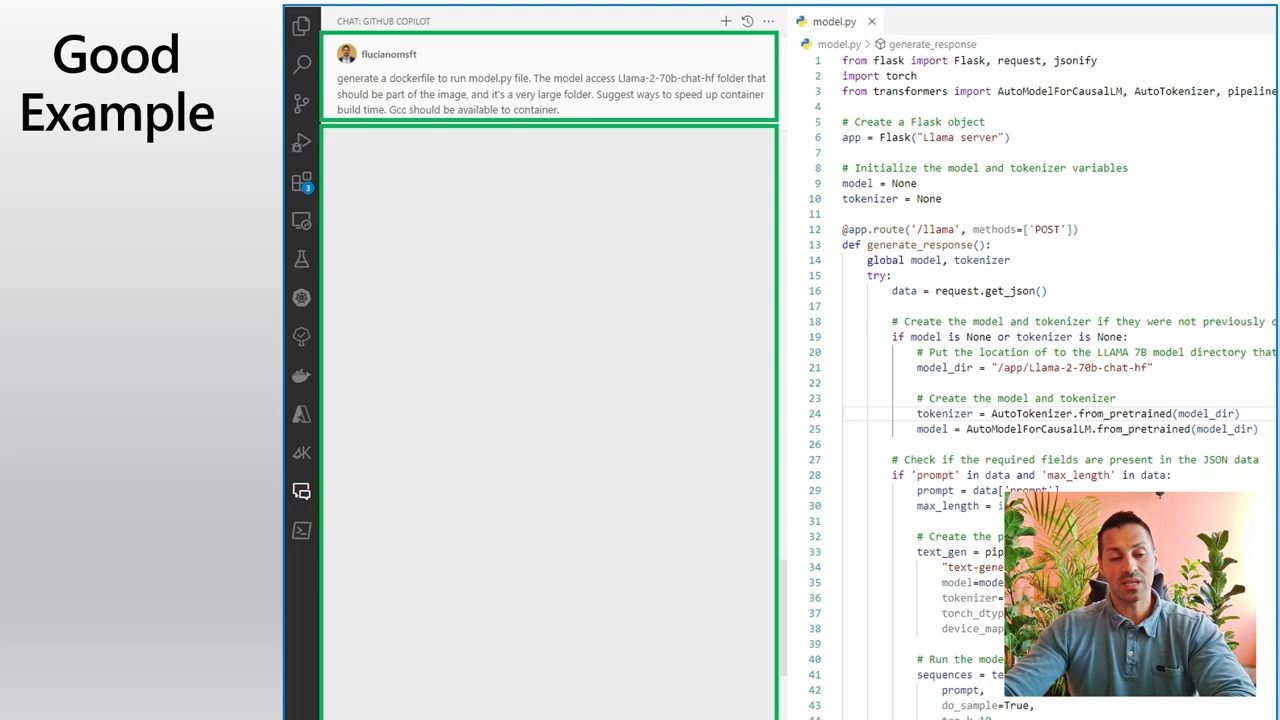 Good
Example
CHAT: GITHUB COPILOT
flucianomsft
generate a dockerfile to run model.py file. The model access Llama-2-70b-chat-hf folder that
should be part of the image, and it's a very large folder. Suggest ways to speed up container
build time. Gcc should be available to container.
3
model.py
model.py > generate_response
1 from flask import Flask, request, jsonify
2 import torch
3 from transformers import AutoModelForCausalLM, AutoTokenizer, pipeline
4
5 # Create a Flask object
6 app = Flask("Llama server")
7
8 # Initialize the model and tokenizer variables
9 model = None
10 tokenizer = None
11
12 @app.route('/llama', methods=['POST'])
13 def generate_response():
14 global model, tokenizer
15 try:
16 data = request.get_json()
17
18 # Create the model and tokenizer if they were not previously
19 if model is None or tokenizer is None:
20 # Put the location of to the LLAMA 7B model directory that
21 model_dir = "/app/Llama-2-70b-chat-hf"
22
23 # Create the model and tokenizer
24 tokenizer = AutoTokenizer.from_pretrained(model_dir)
25 model = AutoModelForCausalLM.from_pretrained(model_dir)
26
27 # Check if the required fields are present in the JSON data
28 if 'prompt' in data and 'max_length' in data:
29 prompt = data['prompt']
30 max_length =
31
32 # Create the
33 text_gen =
34 "text-gene
35 model=mode
36 tokenizer=
37 torch_dtyp
38 device_map
39
40 # Run the mode
41 sequences =
42 prompt,
43 do_sample=True,